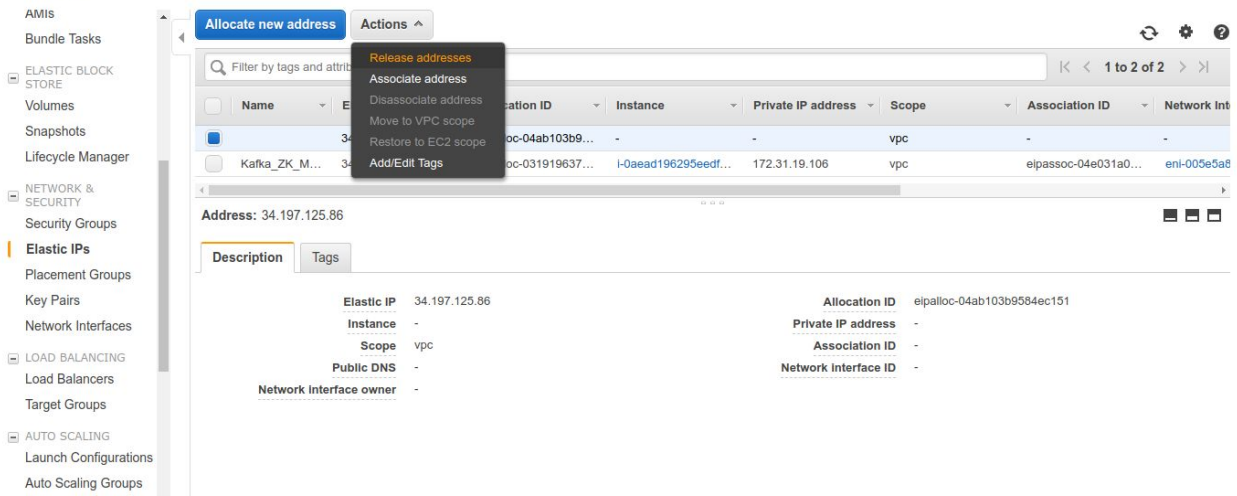 AMIs
Bundle Tasks
ELASTIC BLOCK
STORE
Volumes
Snapshots
Lifecycle Manager
NETWORK &
SECURITY
Security Groups
Elastic IPs
Placement Groups
Key Pairs
Network Interfaces
LOAD BALANCING
Load Balancers
Target Groups
AUTO SCALING
Launch Configurations
Auto Scaling Groups
Allocate new address Actions
Release addresses
Associate address
Disassociate address
Move to VPC scope
Restore to EC2 scope
Add/Edit Tags
Filter by tags and attrib 1 to 2 of 2
Name E cation ID Instance Private IP address Scope Association ID Network Int
34 oc-04ab103b9... - - vpc - -
Kafka_ZK_M... 34 oc-031919637... i-0aead196295eedf... 172.31.19.106 vpc eipassoc-04e031a0... eni-005e5a8
Address: 34.197.125.86
Description Tags
Elastic IP 34.197.125.86 Allocation ID eipalloc-04ab103b9584ec151
Instance - Private IP address -
Scope vpc Association ID -
Public DNS - Network Interface ID -
Network interface owner -